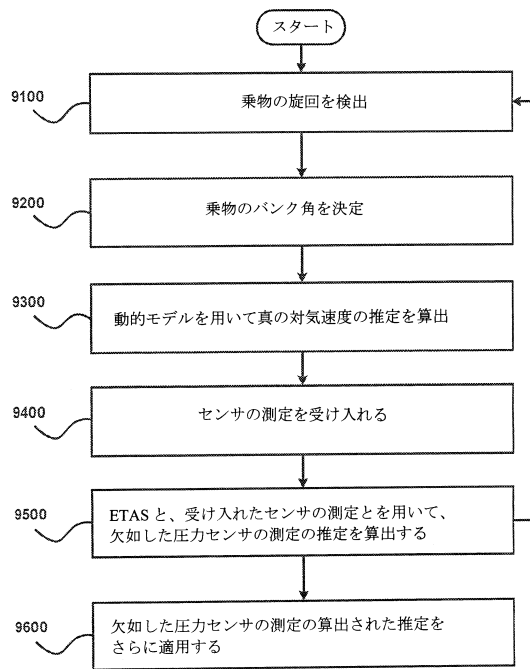 スタート
9100
乗物の旋回を検出
9200
乗物のバンク角を決定
9300
動的モデルを用いて真の対気速度の推定を算出
9400
センサの測定を受け入れる
9500
ETAS と、受け入れたセンサの測定とを用いて、
欠如した圧力センサの測定の推定を算出する
9600
欠如した圧力センサの測定の算出された推定を
さらに適用する